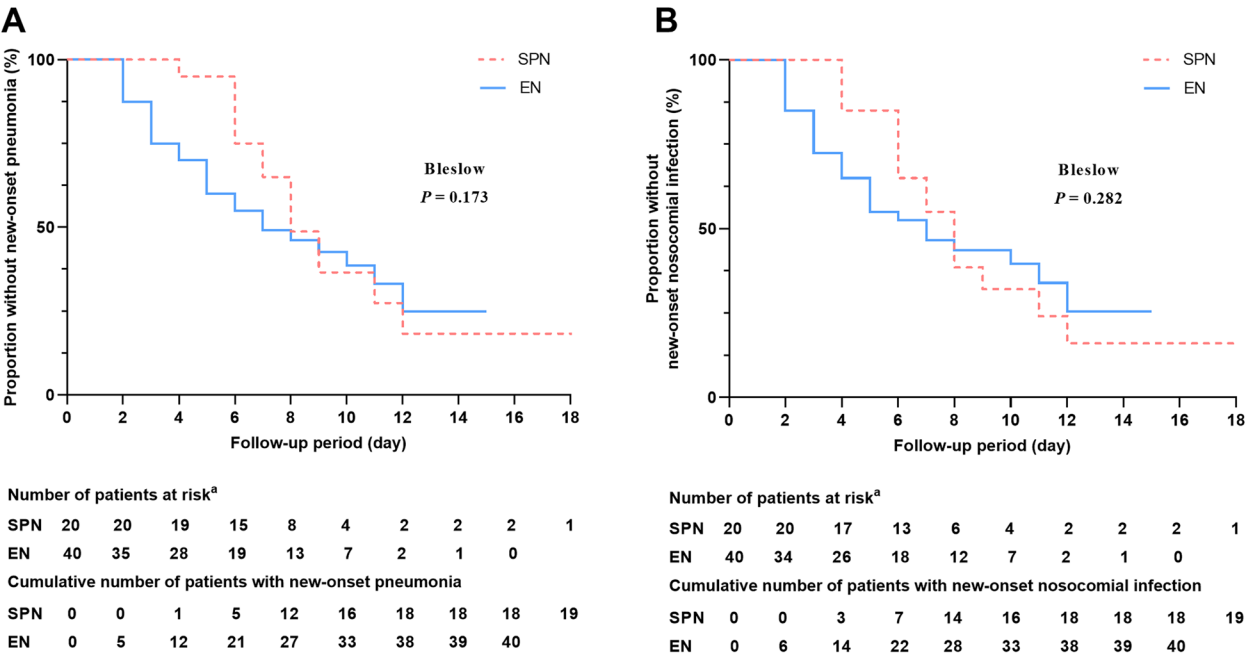 A
Proportion without new-onset pneumonia (%)
100
50
0
SPN
EN
Bleslow
P = 0.173
0 2 4 6 8 10 12 14 16 18
Follow-up period (day)
Number of patients at riskᵃ
SPN 20 20 19 15 8 4 2 2 2 1
EN 40 35 28 19 13 7 2 1 0
Cumulative number of patients with new-onset pneumonia
SPN 0 0 1 5 12 16 18 18 18 19
EN 0 5 12 21 27 33 38 39 40
B
Proportion without
new-onset nosocomial infection (%)
100
50
0
SPN
EN
Bleslow
P = 0.282
0 2 4 6 8 10 12 14 16 18
Follow-up period (day)
Number of patients at riskᵃ
SPN 20 20 17 13 6 4 2 2 2 1
EN 40 34 26 18 12 7 2 1 0
Cumulative number of patients with new-onset nosocomial infection
SPN 0 0 3 7 14 16 18 18 18 19
EN 0 6 14 22 28 33 38 39 40